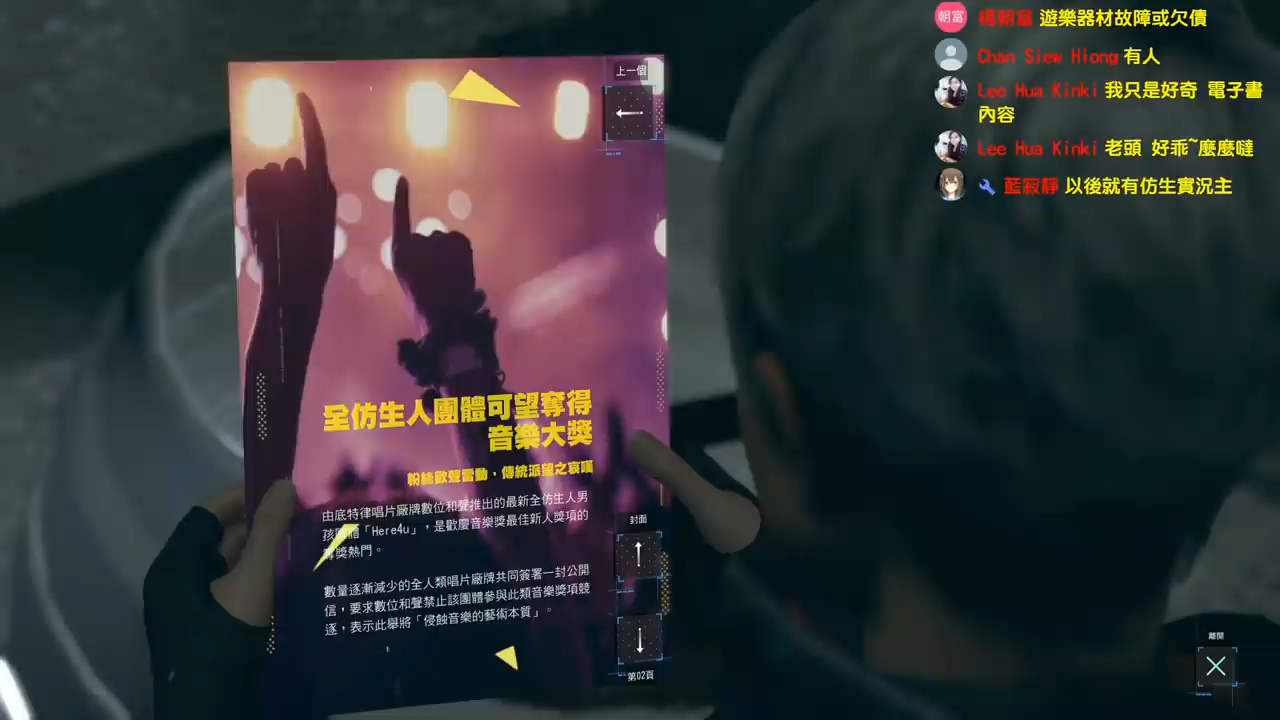 上一個
全仿生人團體可望奪得
音樂大獎
粉絲歡聲雷動，傳統派望之哀嘆
由底特律唱片廠牌數位和聲推出的最新全仿生人男
孩團體「Here4u」，是歡慶音樂獎最佳新人獎項的
奪獎熱門。
數量逐漸減少的全人類唱片廠牌共同簽署一封公開
信，要求數位和聲禁止該團體參與此類音樂獎項競
逐，表示此舉將「侵蝕音樂的藝術本質」。
封面
第02頁
離開
朝富 楊朝富 遊樂器材故障或欠債
Chan Siew Hiong 有人
Lee Hua Kinki 我只是好奇 電子書
內容
Lee Hua Kinki 老頭 好乖~麼麼噠
藍寂靜 以後就有仿生實況主